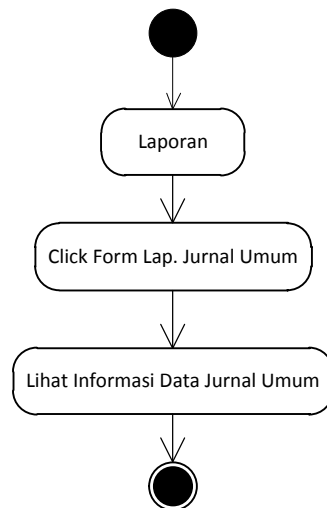 Laporan
Click Form Lap. Jurnal Umum
Lihat Informasi Data Jurnal Umum